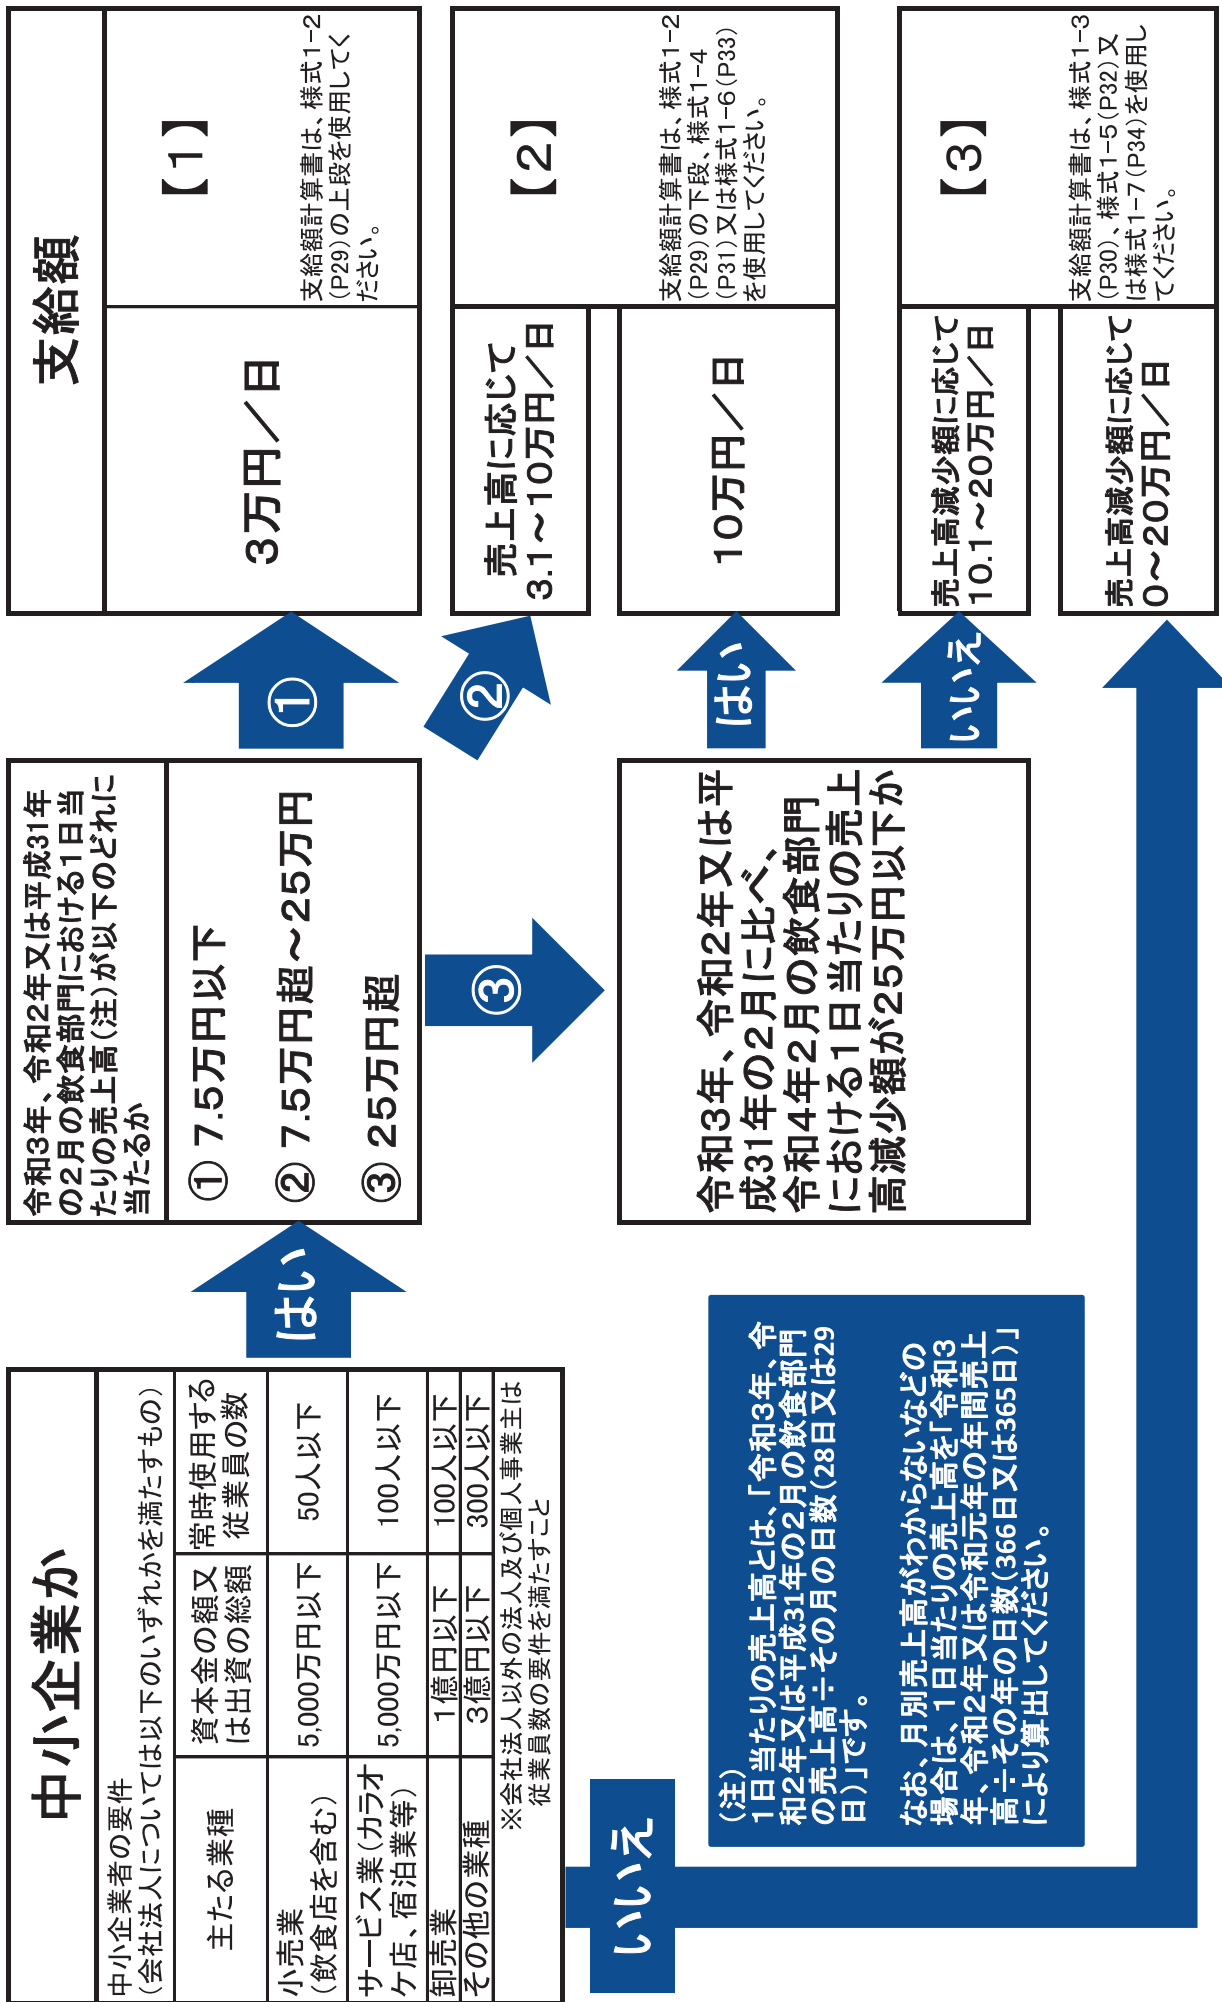 中小企業か
中小企業者の要件
（会社法人については以下のいずれかを満たすもの）
主たる業種
資本金の額又
は出資の総額
常時使用する
従業員の数
小売業
（飲食店を含む）
5,000万円以下
50人以下
サービス業（カラオ
ケ店、宿泊業等）
5,000万円以下
100人以下
卸売業
1億円以下
100人以下
その他の業種
3億円以下
300人以下
※会社法人以外の法人及び個人事業主は
従業員数の要件を満たすこと
はい
いいえ
令和3年、令和2年又は平成31年
の2月の飲食部門における1日当
たりの売上高（注）が以下のどれに
当たるか
① 7.5万円以下
② 7.5万円超～25万円
③ 25万円超
①
②
③
令和3年、令和2年又は平
成31年の2月に比べ、
令和4年2月の飲食部門
における1日当たりの売上
高減少額が25万円以下か
はい
いいえ
支給額
3万円／日
【1】
支給額計算書は、様式1-2
（P29）の上段を使用してく
ださい。
売上高に応じて
3.1～10万円／日
10万円／日
【2】
支給額計算書は、様式1-2
（P29）の下段、様式1-4
（P31）又は様式1-6（P33）
を使用してください。
売上高減少額に応じて
10.1～20万円／日
売上高減少額に応じて
0～20万円／日
【3】
支給額計算書は、様式1-3
（P30）、様式1-5（P32）又
は様式1-7（P34）を使用し
てください。
（注）
1日当たりの売上高とは、「令和3年、令
和2年又は平成31年の2月の飲食部門
の売上高÷その月の日数（28日又は29
日）」です。
なお、月別売上高がわからないなどの
場合は、1日当たりの売上高を「令和3
年、令和2年又は令和元年の年間売上
高÷その年の日数（366日又は365日）」
により算出してください。